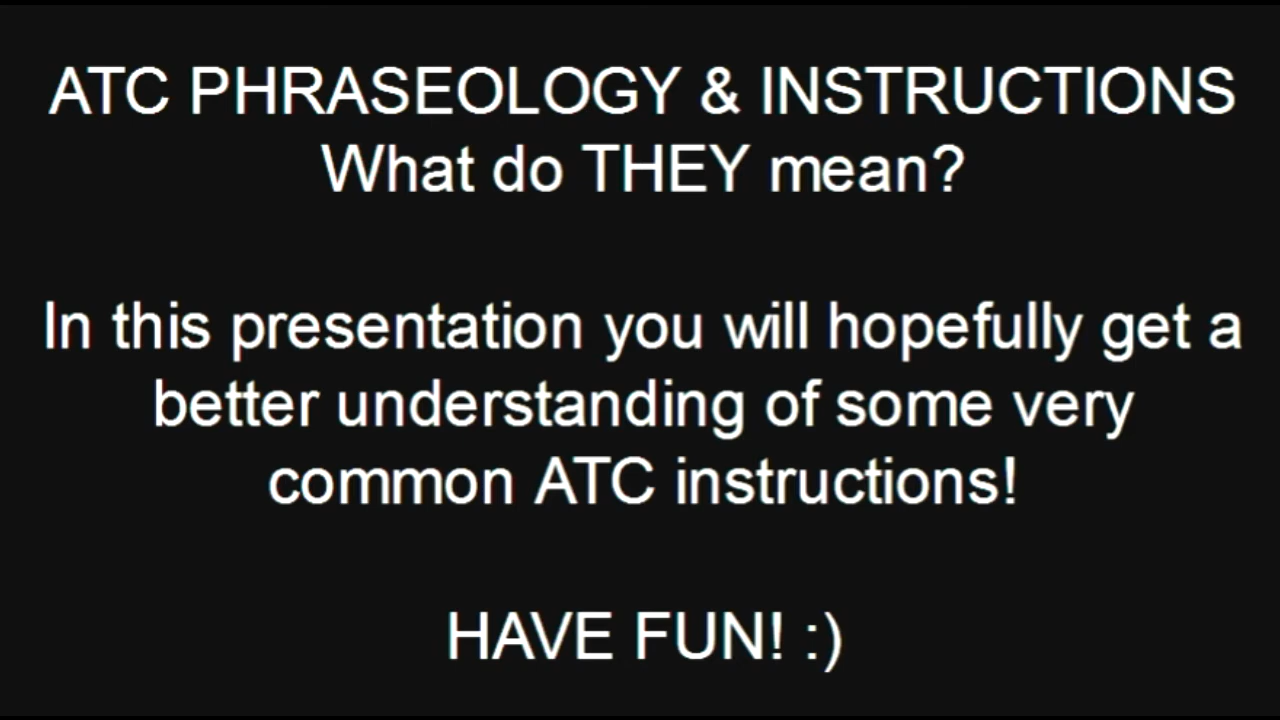 ATC PHRASEOLOGY & INSTRUCTIONS
What do THEY mean?
In this presentation you will hopefully get a
better understanding of some very
common ATC instructions!
HAVE FUN! :)